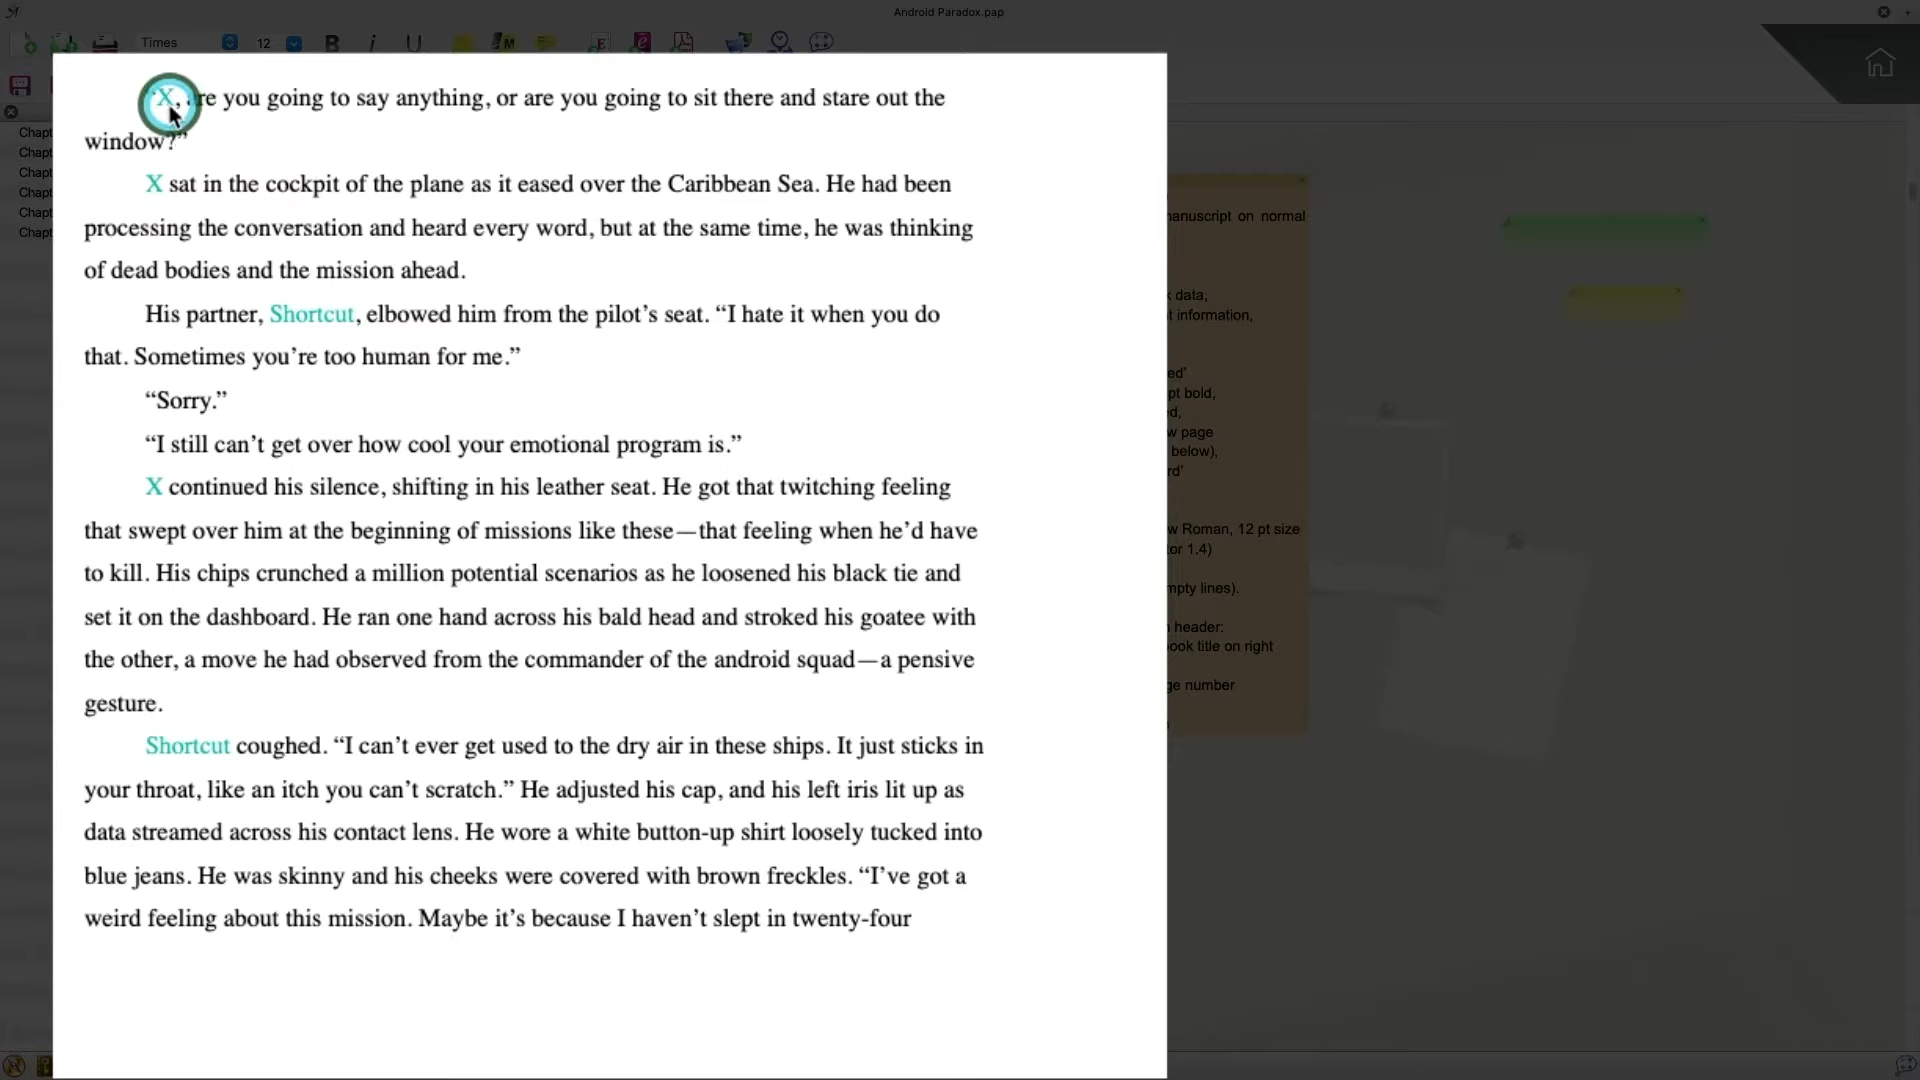 Android Paradox.pap
Times
12
B
i
U
M
E
X, are you going to say anything, or are you going to sit there and stare out the
window?”
X sat in the cockpit of the plane as it eased over the Caribbean Sea. He had been
processing the conversation and heard every word, but at the same time, he was thinking
of dead bodies and the mission ahead.
His partner, Shortcut, elbowed him from the pilot’s seat. “I hate it when you do
that. Sometimes you’re too human for me.”
“Sorry.”
“I still can’t get over how cool your emotional program is.”
X continued his silence, shifting in his leather seat. He got that twitching feeling
that swept over him at the beginning of missions like these—that feeling when he’d have
to kill. His chips crunched a million potential scenarios as he loosened his black tie and
set it on the dashboard. He ran one hand across his bald head and stroked his goatee with
the other, a move he had observed from the commander of the android squad—a pensive
gesture.
Shortcut coughed. “I can’t ever get used to the dry air in these ships. It just sticks in
your throat, like an itch you can’t scratch.” He adjusted his cap, and his left iris lit up as
data streamed across his contact lens. He wore a white button-up shirt loosely tucked into
blue jeans. He was skinny and his cheeks were covered with brown freckles. “I’ve got a
weird feeling about this mission. Maybe it’s because I haven’t slept in twenty-four
Chapt
Chapt
Chapt
Chapt
Chapt
Chapt
manuscript on normal
data,
information,
ed’
pt bold,
d,
w page
below),
rd’
w Roman, 12 pt size
or 1.4)
mpty lines).
header:
ook title on right
ge number